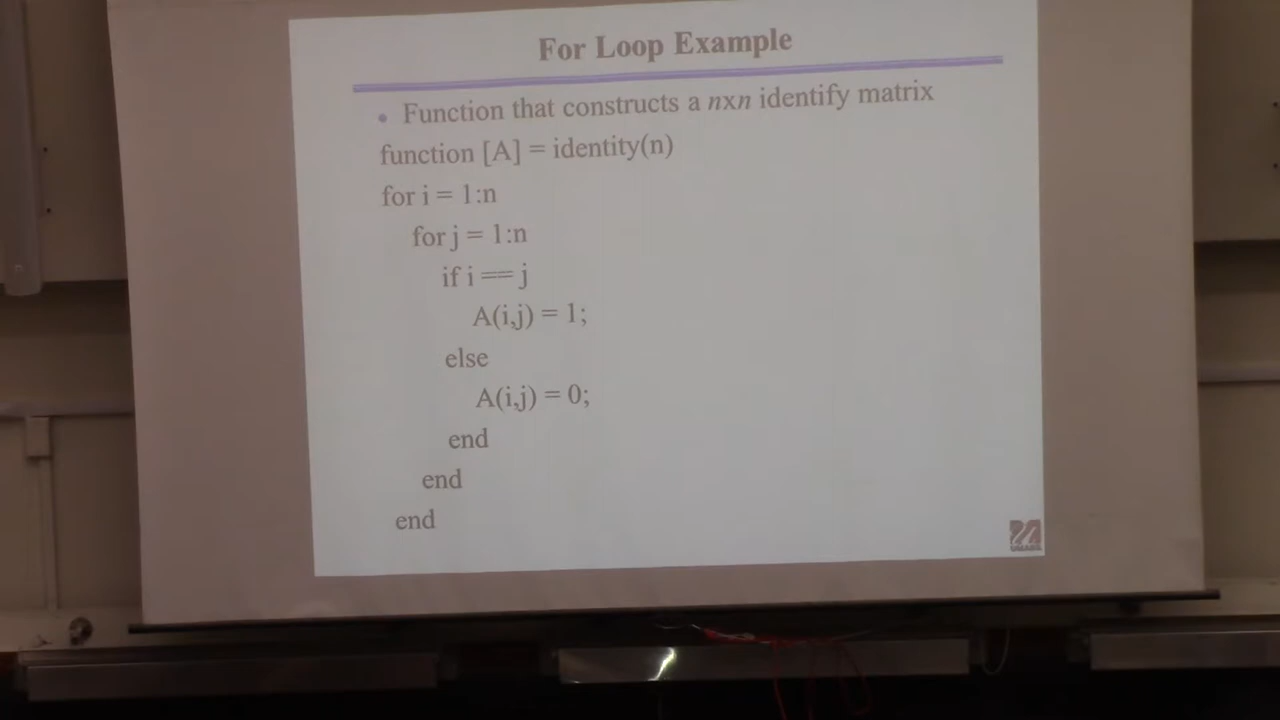 For Loop Example
• Function that constructs a nxn identify matrix
function [A] = identity(n)
for i = 1:n
for j = 1:n
if i == j
A(i,j) = 1;
else
A(i,j) = 0;
end
end
end